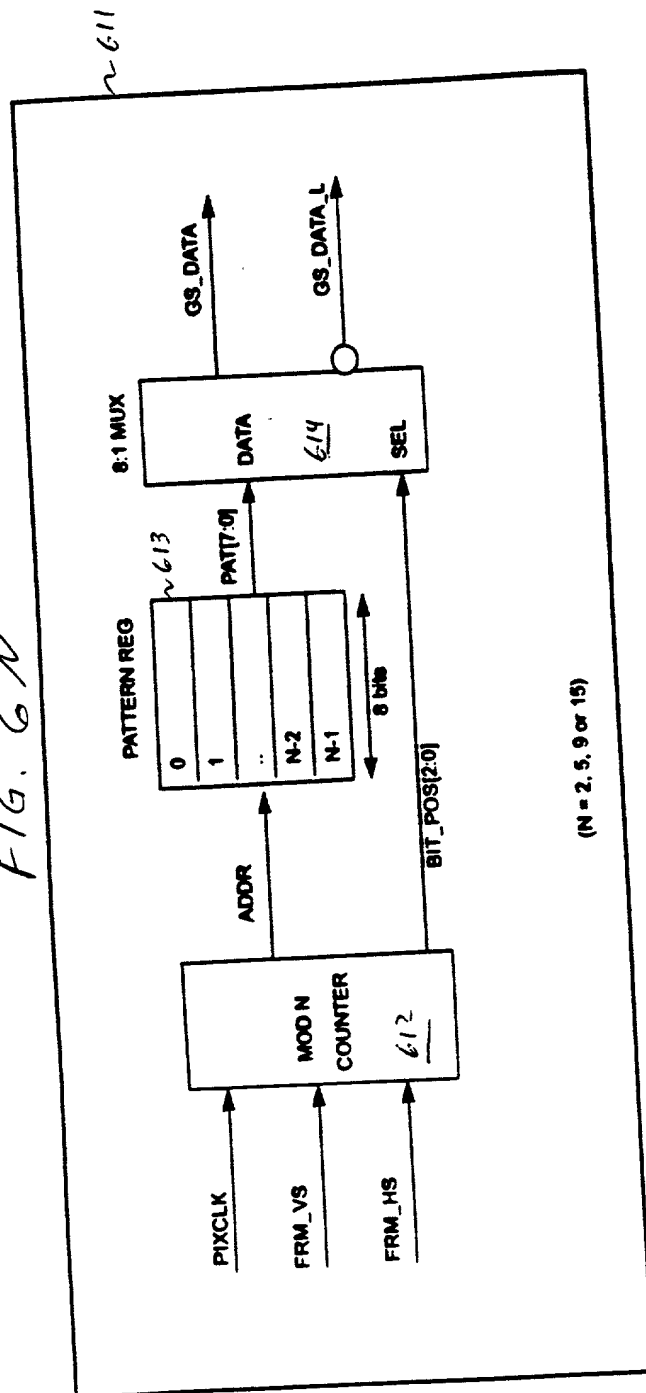 FIG. 6N
~611
PIXCLK
FRM_VS
FRM_HS
MOD N
COUNTER
612
ADDR
BIT_POS[2:0]
PATTERN REG
~613
0
1
..
N-2
N-1
8 bits
PAT[7:0]
8:1 MUX
DATA
614
SEL
GS_DATA
GS_DATA_L
(N = 2, 5, 9 or 15)